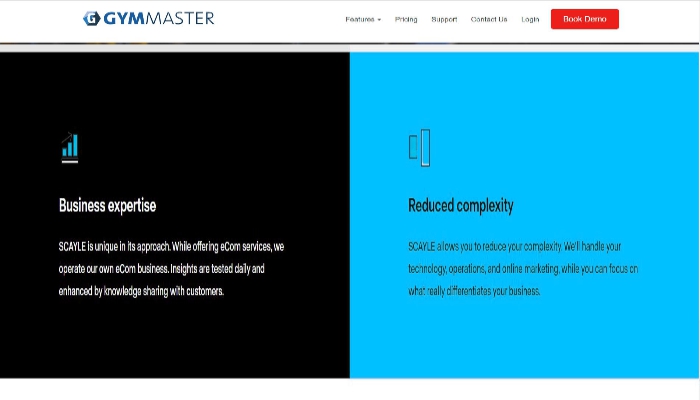 GYMMASTER
Features Pricing Support Contact Us Login Book Demo
Business expertise
SCAYLE is unique in its approach. While offering eCom services, we
operate our own eCom business. Insights are tested daily and
enhanced by knowledge sharing with customers.
Reduced complexity
SCAYLE allows you to reduce your complexity. We'll handle your
technology, operations, and online marketing, while you can focus on
what really differentiates your business.